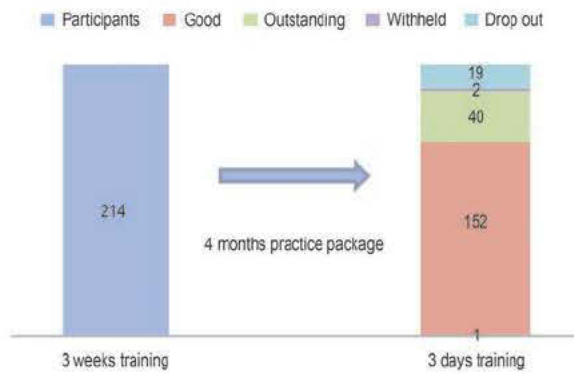 Participants Good Outstanding Withheld Drop out
19
2
40
214
152
4 months practice package
1
3 weeks training 3 days training